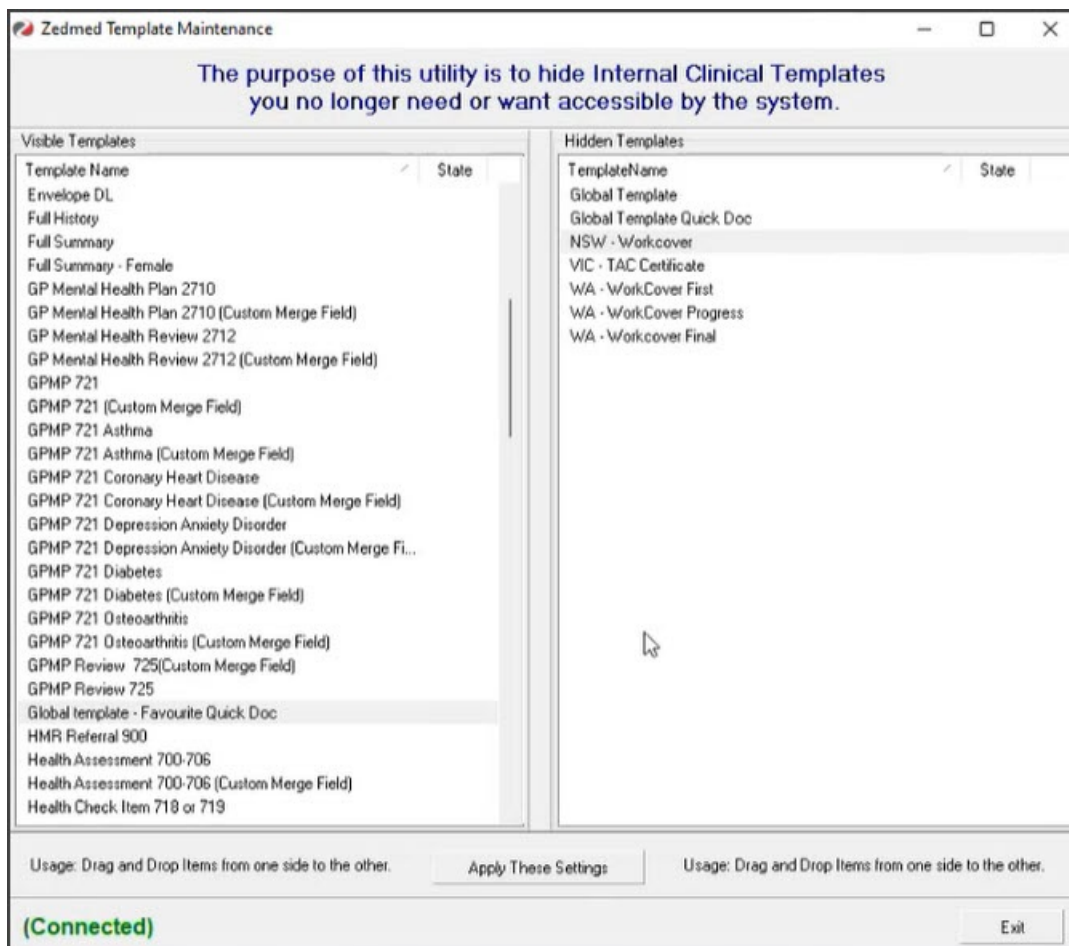 Zedmed Template Maintenance
The purpose of this utility is to hide Internal Clinical Templates
you no longer need or want accessible by the system.
Visible Templates
Template Name State
Envelope DL
Full History
Full Summary
Full Summary - Female
GP Mental Health Plan 2710
GP Mental Health Plan 2710 (Custom Merge Field)
GP Mental Health Review 2712
GP Mental Health Review 2712 (Custom Merge Field)
GPMP 721
GPMP 721 (Custom Merge Field)
GPMP 721 Asthma
GPMP 721 Asthma (Custom Merge Field)
GPMP 721 Coronary Heart Disease
GPMP 721 Coronary Heart Disease (Custom Merge Field)
GPMP 721 Depression Anxiety Disorder
GPMP 721 Depression Anxiety Disorder (Custom Merge Fi...
GPMP 721 Diabetes
GPMP 721 Diabetes (Custom Merge Field)
GPMP 721 Osteoarthritis
GPMP 721 Osteoarthritis (Custom Merge Field)
GPMP Review 725(Custom Merge Field)
GPMP Review 725
Global template - Favourite Quick Doc
HMR Referral 900
Health Assessment 700-706
Health Assessment 700-706 (Custom Merge Field)
Health Check Item 718 or 719
Hidden Templates
TemplateName State
Global Template
Global Template Quick Doc
NSW - Workcover
VIC - TAC Certificate
WA - WorkCover First
WA - WorkCover Progress
WA - Workcover Final
Usage: Drag and Drop Items from one side to the other.
Apply These Settings
Usage: Drag and Drop Items from one side to the other.
(Connected)
Exit